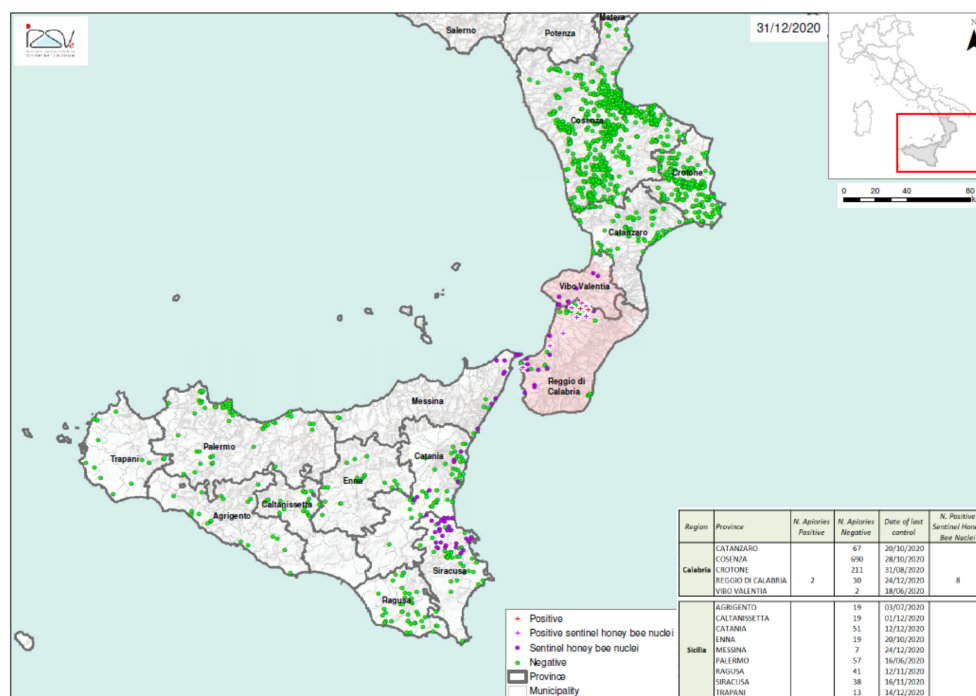 Salerno
Potenza
Matera
31/12/2020
N
Cosenza
Crotone
Catanzaro
0 20 40 80
Vibo Valentia
Reggio di
Calabria
Messina
Palermo
Trapani
Catania
Enna
Caltanissetta
Agrigento
Siracusa
Ragusa
Positive
Positive sentinel honey bee nuclei
Sentinel honey bee nuclei
Negative
Province
Municipality
Region Province N. Apiaries Positive N. Apiaries Negative Date of last control N. Positive Sentinel Hone Bee Nuclei
Calabria
CATANZARO 67 20/10/2020
COSENZA 690 28/10/2020
CROTONE 211 31/08/2020
REGGIO DI CALABRIA 2 30 24/12/2020 8
VIBO VALENTIA 2 18/06/2020
Sicilia
AGRIGENTO 19 03/07/2020
CALTANISSETTA 19 01/12/2020
CATANIA 51 12/12/2020
ENNA 19 20/10/2020
MESSINA 7 24/12/2020
PALERMO 57 16/06/2020
RAGUSA 41 12/11/2020
SIRACUSA 38 16/11/2020
TRAPANI 13 14/12/2020